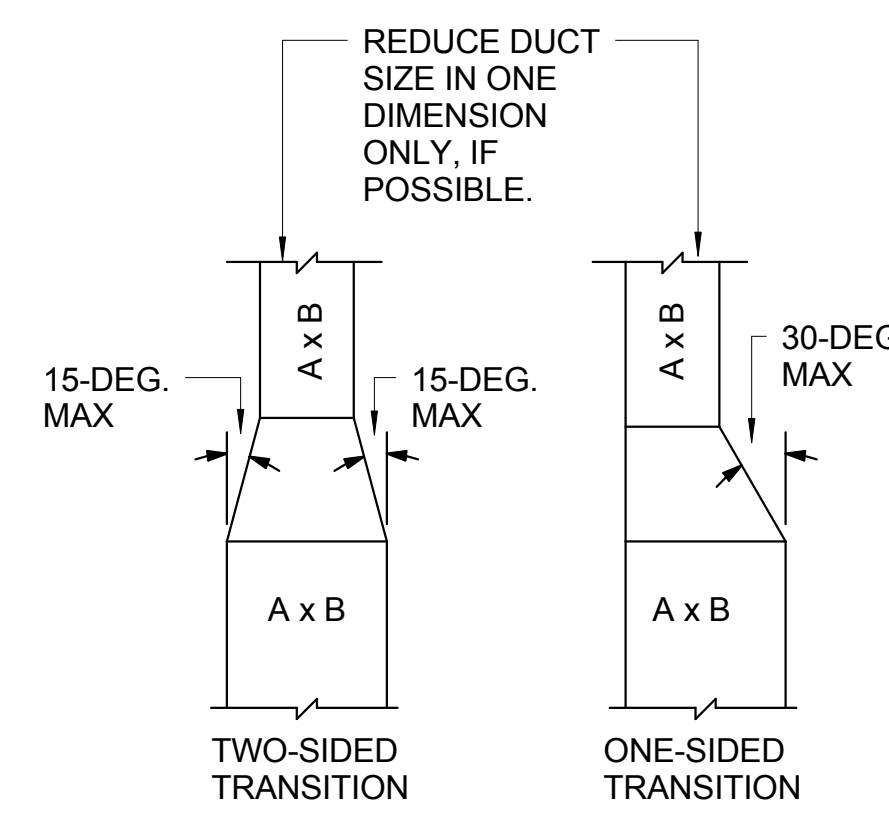 REDUCE DUCT
SIZE IN ONE
DIMENSION
ONLY, IF
POSSIBLE.
A x B
A x B
15-DEG.
MAX
15-DEG.
MAX
30-DEG
MAX
A x B
A x B
TWO-SIDED
TRANSITION
ONE-SIDED
TRANSITION